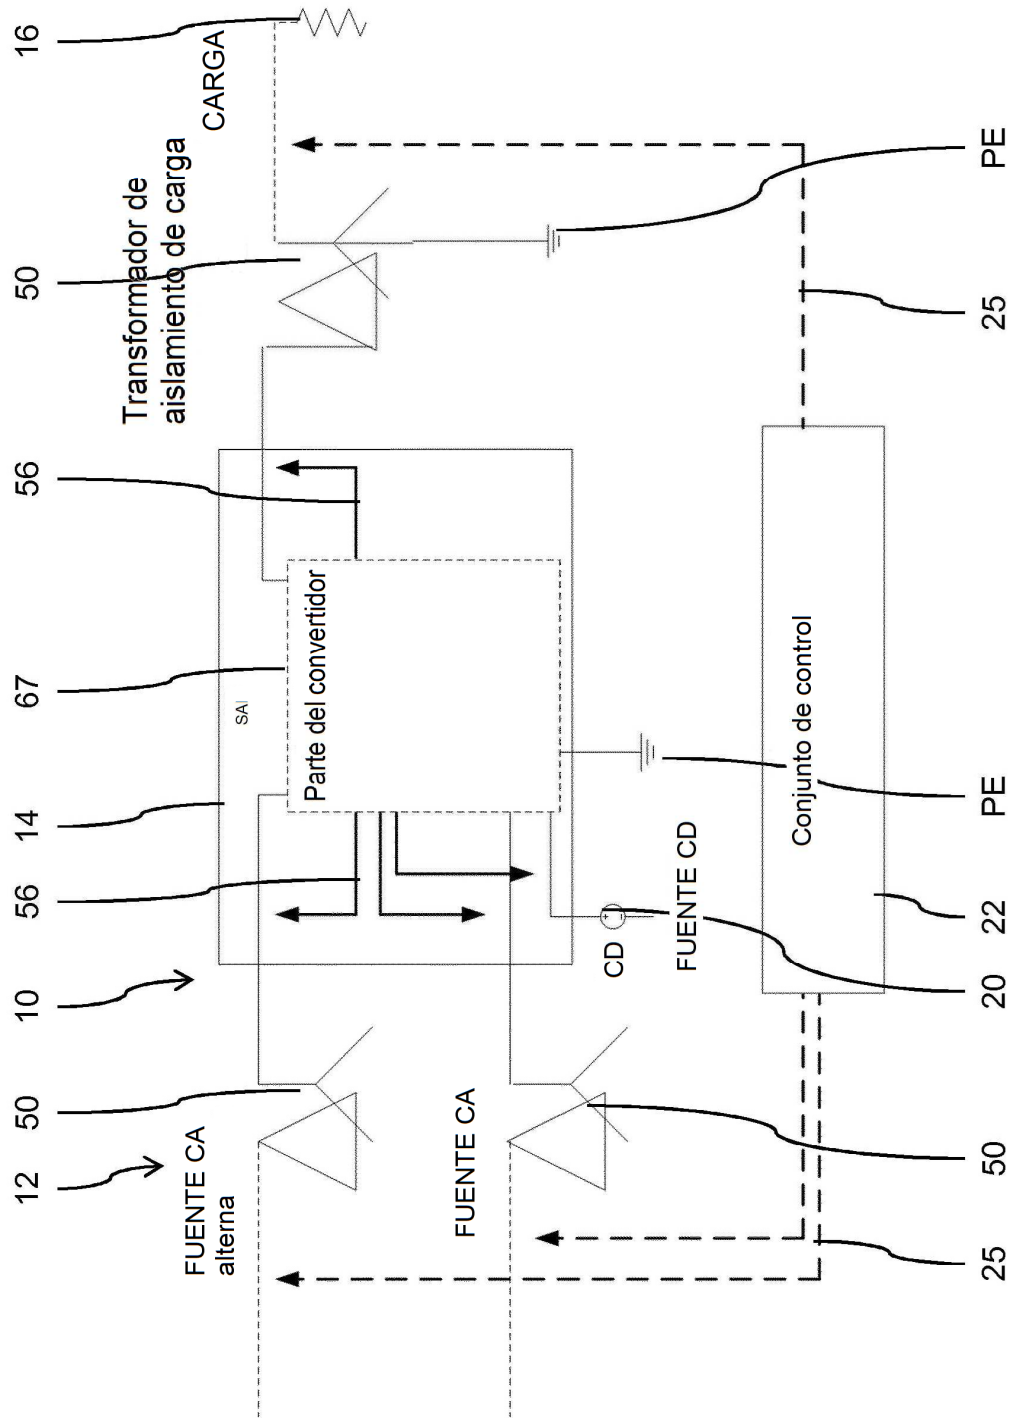 12
50
10
56
14
67
56
50
16
FUENTE CA
alterna
SAI
Transformador de
aislamiento de carga
CARGA
Parte del convertidor
FUENTE CA
CD
+
-
FUENTE CD
Conjunto de control
25
50
20
22
PE
25
PE